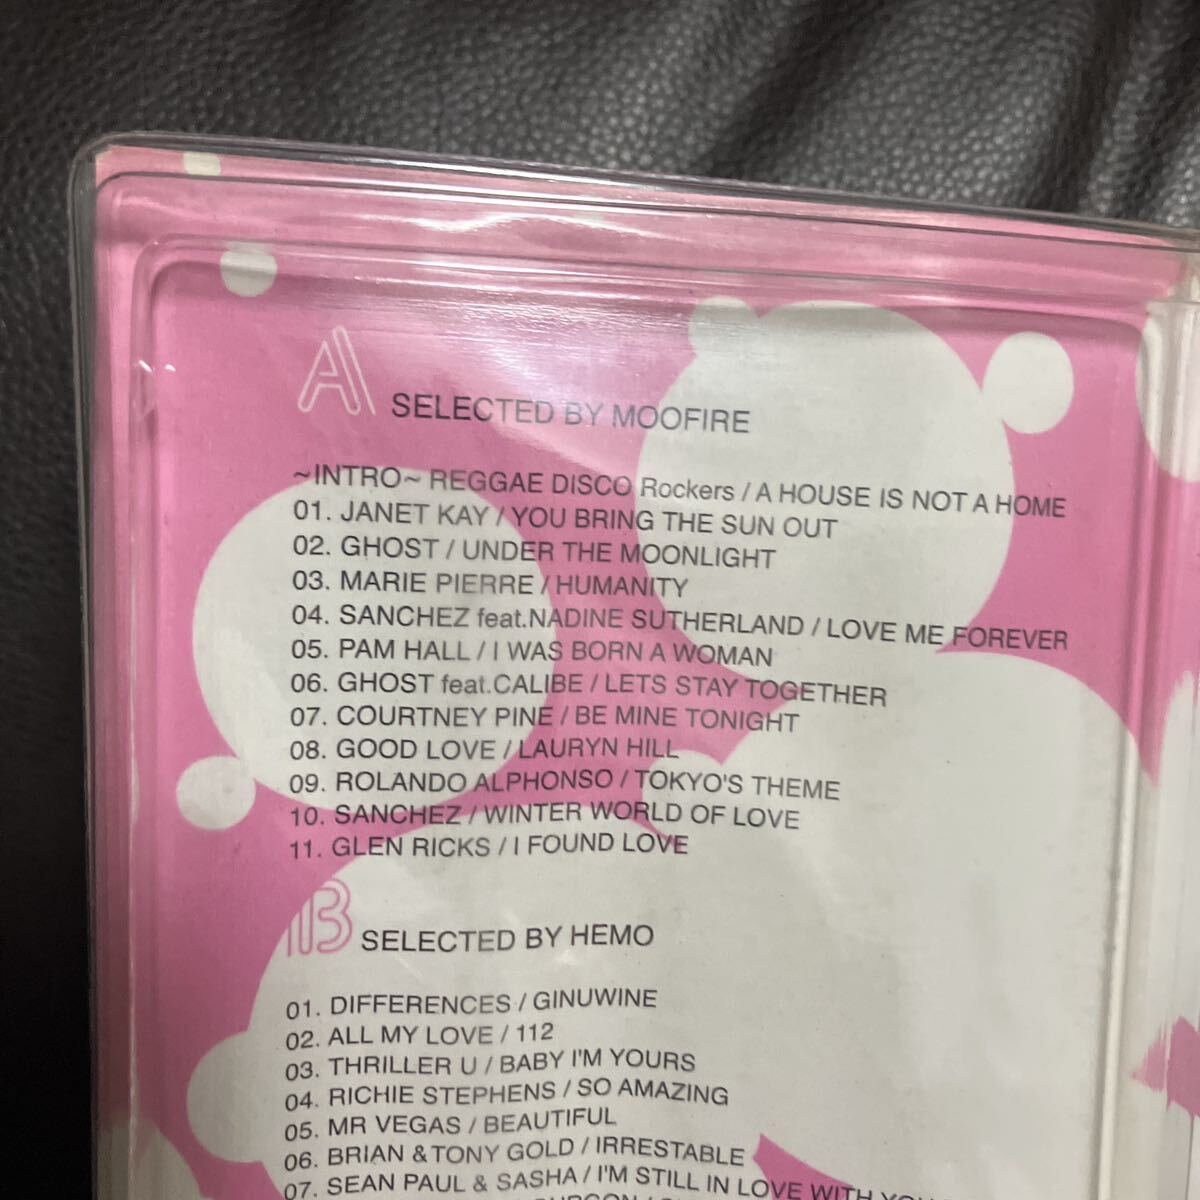 A SELECTED BY MOOFIRE
~INTRO~ REGGAE DISCO Rockers / A HOUSE IS NOT A HOME
01. JANET KAY / YOU BRING THE SUN OUT
02. GHOST / UNDER THE MOONLIGHT
03. MARIE PIERRE / HUMANITY
04. SANCHEZ feat.NADINE SUTHERLAND / LOVE ME FOREVER
05. PAM HALL / I WAS BORN A WOMAN
06. GHOST feat.CALIBE / LETS STAY TOGETHER
07. COURTNEY PINE / BE MINE TONIGHT
08. GOOD LOVE / LAURYN HILL
09. ROLANDO ALPHONSO / TOKYO'S THEME
10. SANCHEZ / WINTER WORLD OF LOVE
11. GLEN RICKS / I FOUND LOVE
B SELECTED BY HEMO
01. DIFFERENCES / GINUWINE
02. ALL MY LOVE / 112
03. THRILLER U / BABY I'M YOURS
04. RICHIE STEPHENS / SO AMAZING
05. MR VEGAS / BEAUTIFUL
06. BRIAN & TONY GOLD / IRRESTABLE
07. SEAN PAUL & SASHA / I'M STILL IN LOVE WITH